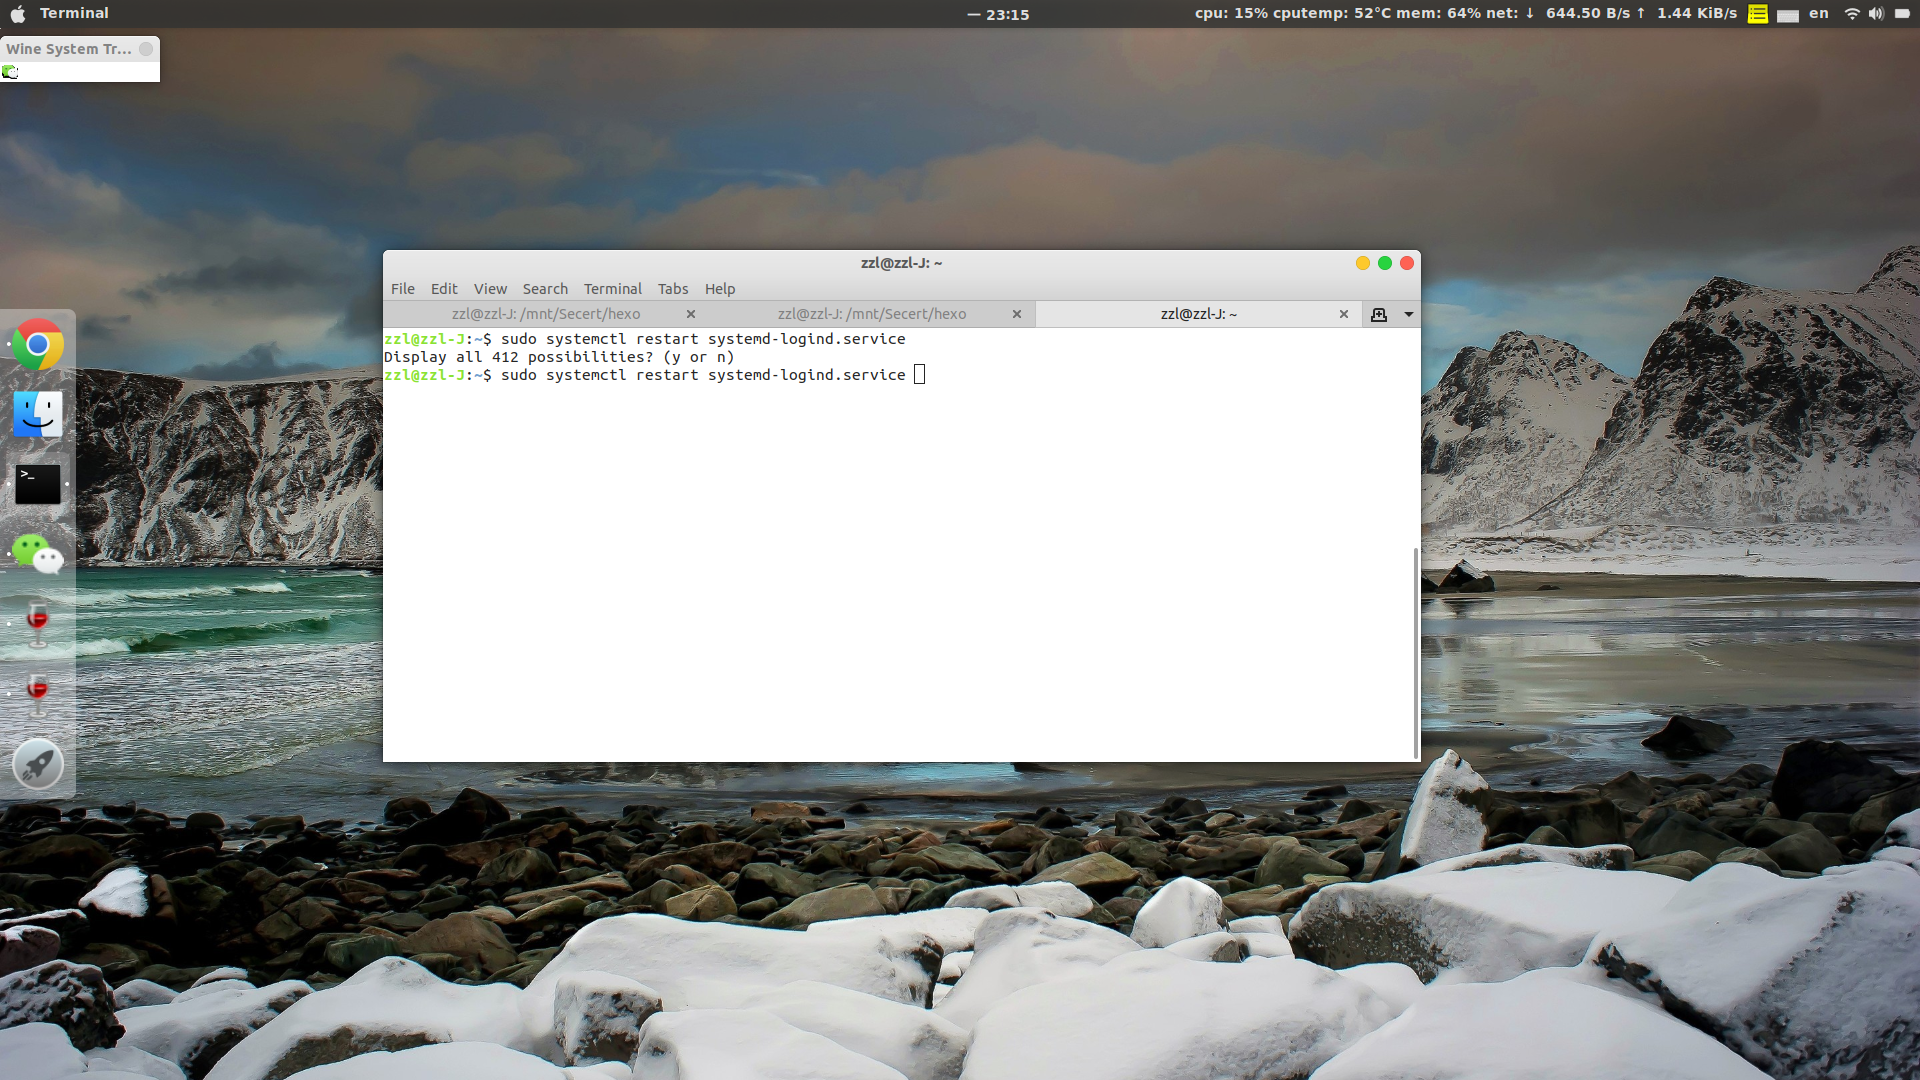 Terminal
— 23:15
cpu: 15% cputemp: 52°C mem: 64% net: ↓ 644.50 B/s ↑ 1.44 KiB/s
en
Wine System Tr...
zzl@zzl-J: ~
File Edit View Search Terminal Tabs Help
zzl@zzl-J: /mnt/Secert/hexo
zzl@zzl-J: /mnt/Secert/hexo
zzl@zzl-J: ~
zzl@zzl-J:~$ sudo systemctl restart systemd-logind.service
Display all 412 possibilities? (y or n)
zzl@zzl-J:~$ sudo systemctl restart systemd-logind.service
>_